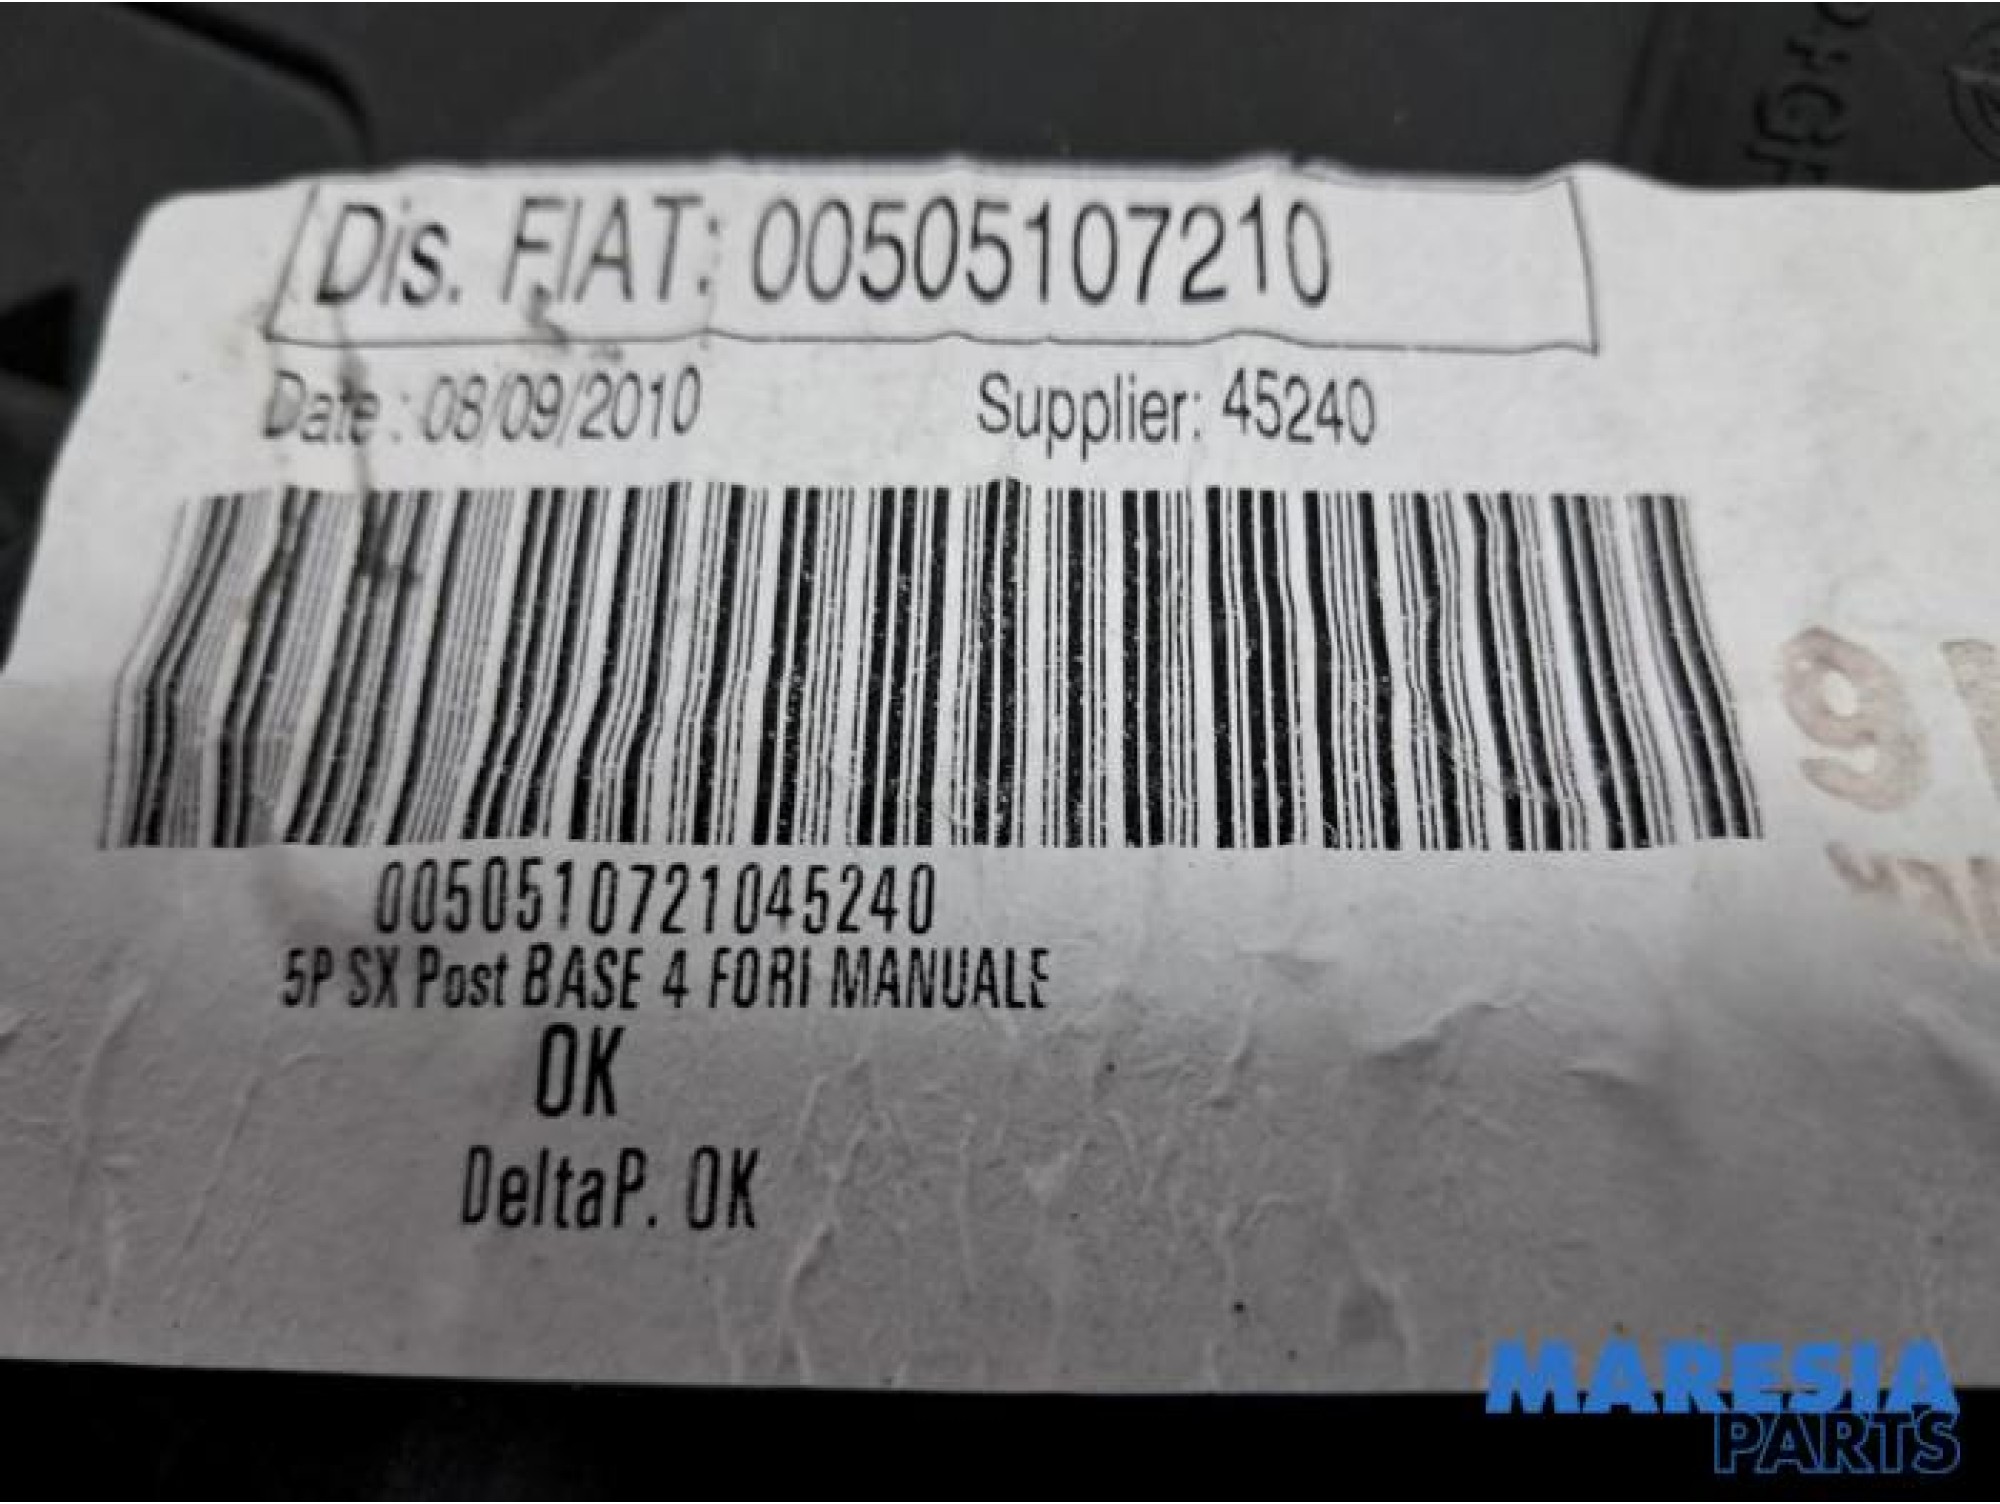 Dis. FIAT: 00505107210
Date : 08/09/2010
Supplier: 45240
0050510721045240
5P SX Post BASE 4 FORI MANUALE
OK
DeltaP. OK
MARESIA
PARTS